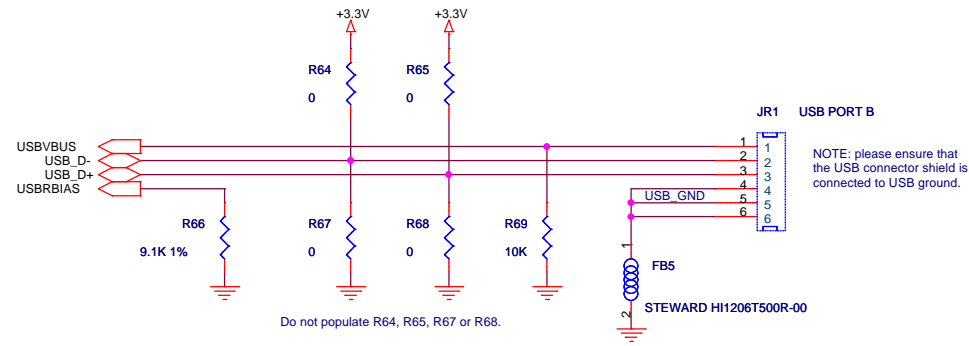 +3.3V
+3.3V
R64
0
R65
0
JR1 USB PORT B
USBVBUS
USB_D-
USB_D+
USBRBIAS
1
2
3
4
5
6
1
2
3
4
5
6
NOTE: please ensure that
the USB connector shield is
connected to USB ground.
USB_GND
R66
9.1K 1%
R67
0
R68
0
R69
10K
1
FB5
STEWARD HI1206T500R-00
2
Do not populate R64, R65, R67 or R68.